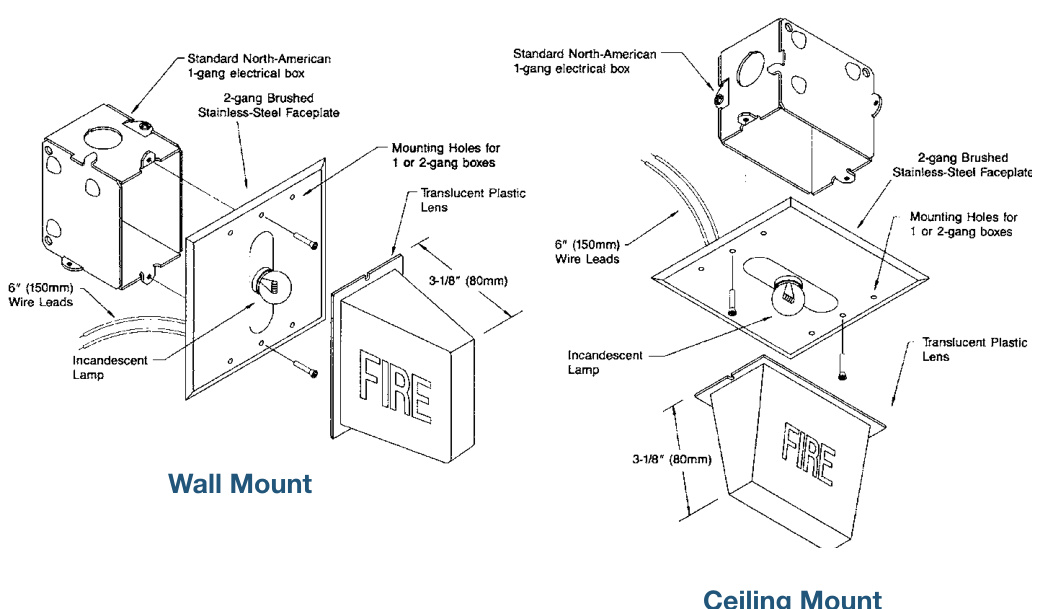 Standard North-American
1-gang electrical box
2-gang Brushed
Stainless-Steel Faceplate
Mounting Holes for
1 or 2-gang boxes
Translucent Plastic
Lens
3-1/8" (80mm)
6" (150mm)
Wire Leads
Incandescent
Lamp
FIRE
Wall Mount
Standard North-American
1-gang electrical box
2-gang Brushed
Stainless-Steel Faceplate
Mounting Holes for
1 or 2-gang boxes
6" (150mm)
Wire Leads
Incandescent
Lamp
Translucent Plastic
Lens
3-1/8" (80mm)
FIRE
Ceiling Mount